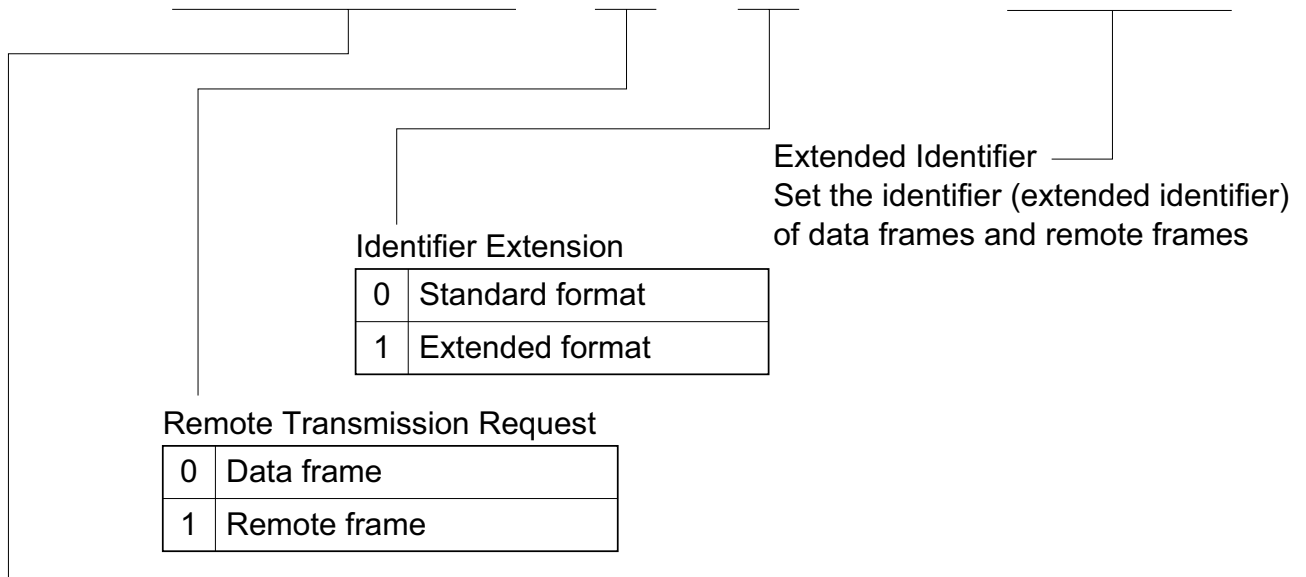 Extended Identifier
Set the identifier (extended identifier)
of data frames and remote frames
Identifier Extension
0 Standard format
1 Extended format
Remote Transmission Request
0 Data frame
1 Remote frame